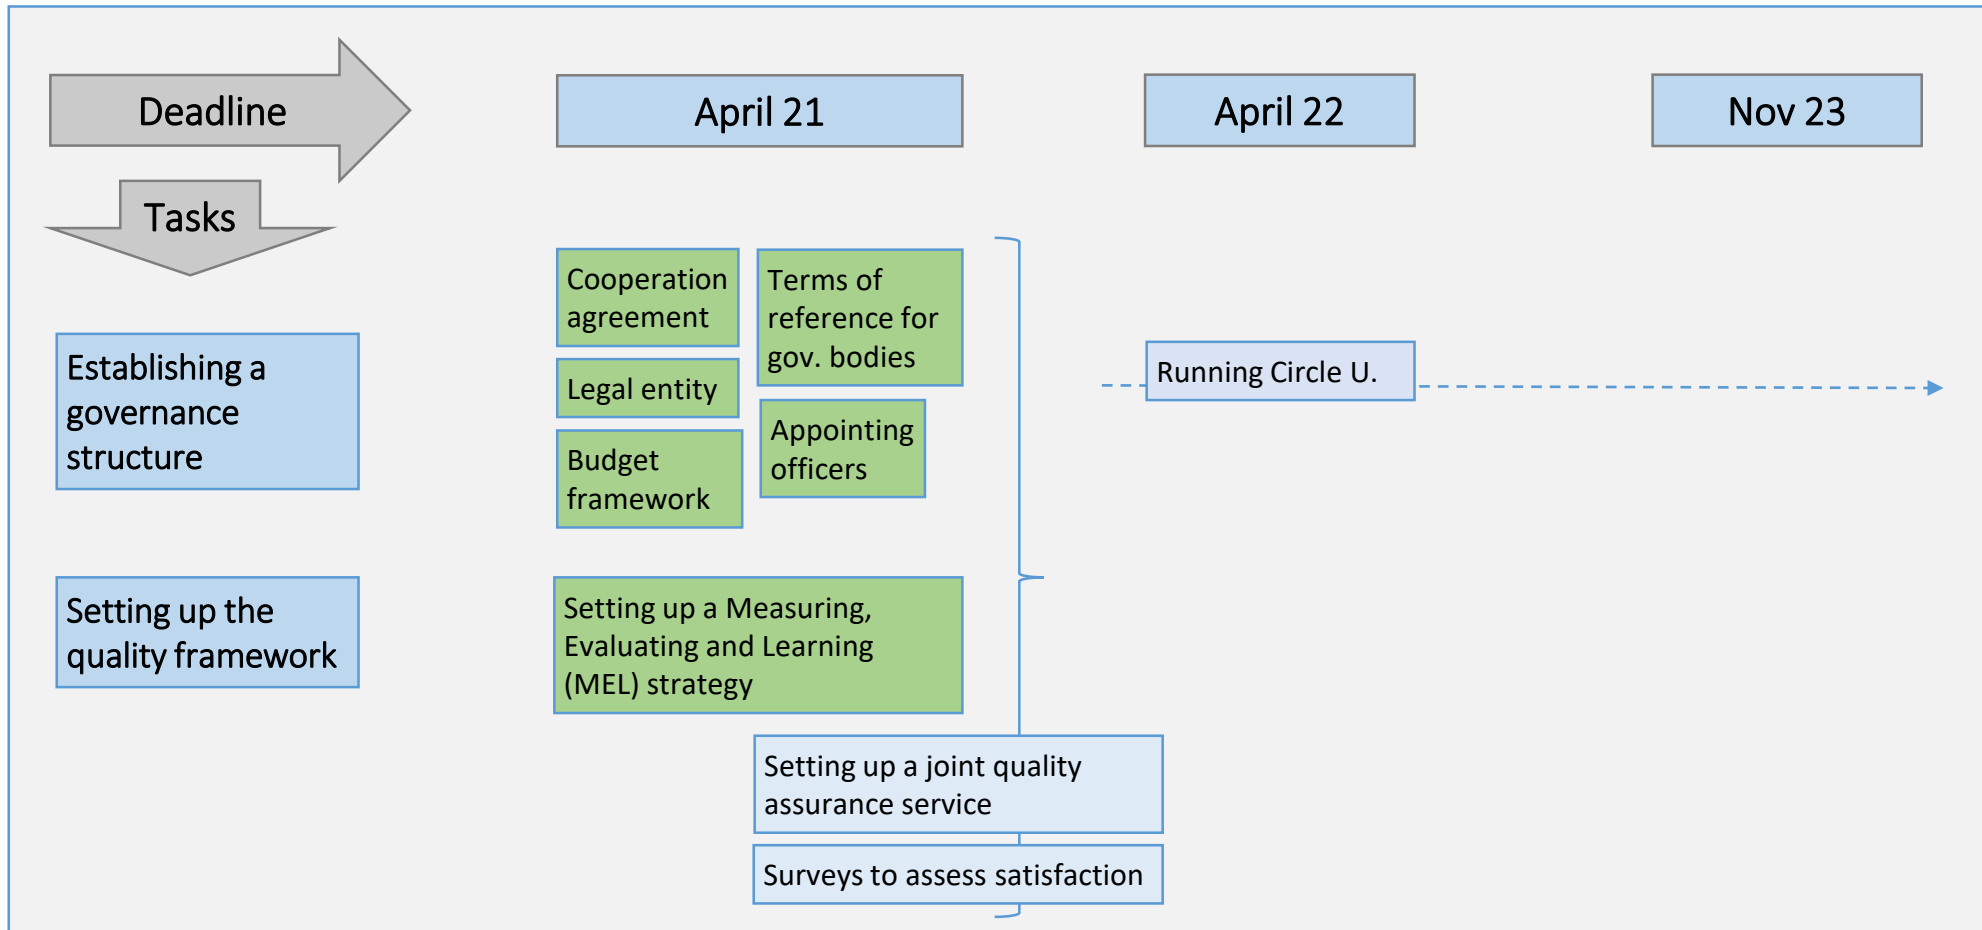 Deadline
April 21
April 22
Nov 23
Tasks
Establishing a
governance
structure
Cooperation
agreement
Legal entity
Budget
framework
Terms of
reference for
gov. bodies
Appointing
officers
Running Circle U.
Setting up the
quality framework
Setting up a Measuring,
Evaluating and Learning
(MEL) strategy
Setting up a joint quality
assurance service
Surveys to assess satisfaction